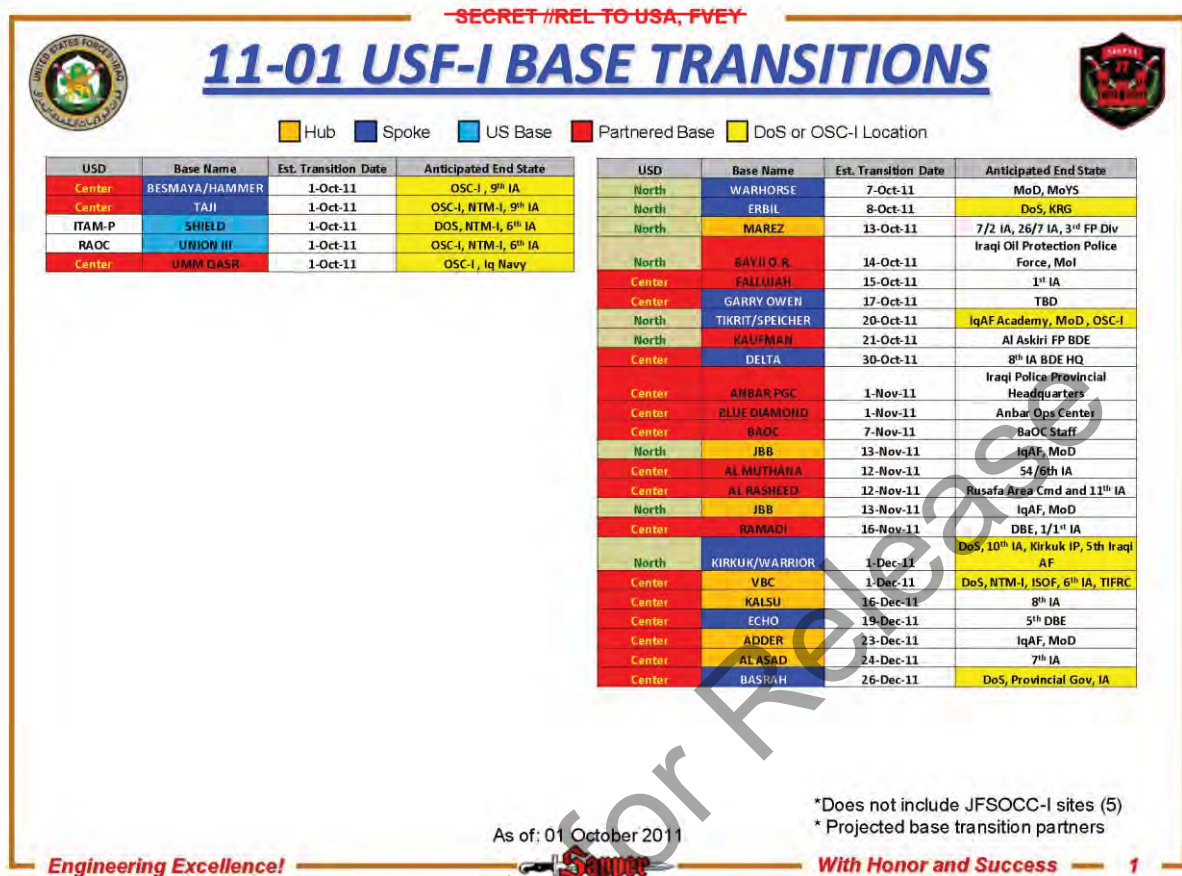 SECRET //REL TO USA, FVEY
UNITED STATES FORCE-IRAQ
11-01 USF-I BASE TRANSITIONS
SAPPER
Hub Spoke US Base Partnered Base DoS or OSC-I Location
USD Base Name Est. Transition Date Anticipated End State
Center BESMAYA/HAMMER 1-Oct-11 OSC-I , 9th IA
Center TAJI 1-Oct-11 OSC-I, NTM-I, 9th IA
ITAM-P SHIELD 1-Oct-11 DOS, NTM-I, 6th IA
RAOC UNION III 1-Oct-11 OSC-I, NTM-I, 6th IA
Center UMM QASR 1-Oct-11 OSC-I , Iq Navy
USD Base Name Est. Transition Date Anticipated End State
North WARHORSE 7-Oct-11 MoD, MoYS
North ERBIL 8-Oct-11 DoS, KRG
North MAREZ 13-Oct-11 7/2 IA, 26/7 IA, 3rd FP Div
North BAYJI O.R. 14-Oct-11 Iraqi Oil Protection Police
Force, MoI
Center FALLUJAH 15-Oct-11 1st IA
Center GARRY OWEN 17-Oct-11 TBD
North TIKRIT/SPEICHER 20-Oct-11 IqAF Academy, MoD , OSC-I
North KAUFMAN 21-Oct-11 Al Askiri FP BDE
Center DELTA 30-Oct-11 8th IA BDE HQ
Center ANBAR PGC 1-Nov-11 Iraqi Police Provincial
Headquarters
Center BLUE DIAMOND 1-Nov-11 Anbar Ops Center
Center BAOC 7-Nov-11 BaOC Staff
North JBB 13-Nov-11 IqAF, MoD
Center AL MUTHANA 12-Nov-11 54/6th IA
Center AL RASHEED 12-Nov-11 Rusafa Area Cmd and 11th IA
North JBB 13-Nov-11 IqAF, MoD
Center RAMADI 16-Nov-11 DBE, 1/1st IA
North KIRKUK/WARRIOR 1-Dec-11 DoS, 10th IA, Kirkuk IP, 5th Iraqi
AF
Center VBC 1-Dec-11 DoS, NTM-I, ISOF, 6th IA, TIFRC
Center KALSU 16-Dec-11 8th IA
Center ECHO 19-Dec-11 5th DBE
Center ADDER 23-Dec-11 IqAF, MoD
Center AL ASAD 24-Dec-11 7th IA
Center BASRAH 26-Dec-11 DoS, Provincial Gov, IA
for Release
*Does not include JFSOCC-I sites (5)
* Projected base transition partners
As of: 01 October 2011
Engineering Excellence! Sapper With Honor and Success 1